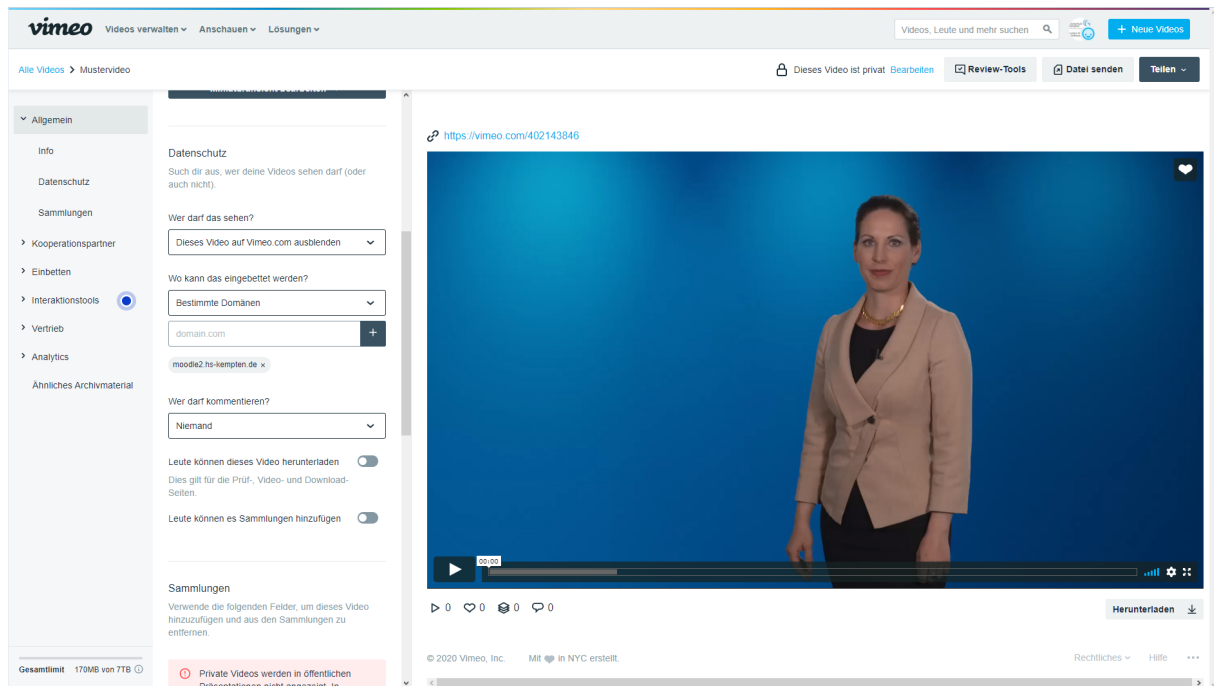 vimeo Videos verwalten Anschauen Lösungen Videos, Leute und mehr suchen + Neue Videos
Alle Videos > Mustervideo Dieses Video ist privat Bearbeiten Review-Tools Datei senden Teilen
Allgemein
Info
Datenschutz
Sammlungen
Kooperationspartner
Einbetten
Interaktionstools
Vertrieb
Analytics
Ähnliches Archivmaterial
Gesamtlimit 170MB von 7TB
Datenschutz
Such dir aus, wer deine Videos sehen darf (oder
auch nicht).
Wer darf das sehen?
Dieses Video auf Vimeo.com ausblenden
Wo kann das eingebettet werden?
Bestimmte Domänen
domain.com +
moodle2.hs-kempten.de ×
Wer darf kommentieren?
Niemand
Leute können dieses Video herunterladen
Dies gilt für die Prüf-, Video- und Download-
Seiten.
Leute können es Sammlungen hinzufügen
Sammlungen
Verwende die folgenden Felder, um dieses Video
hinzuzufügen und aus den Sammlungen zu
entfernen.
Private Videos werden in öffentlichen
Präsentationen nicht angezeigt. In
https://vimeo.com/402143846
00:00
0 0 0 0
Herunterladen
© 2020 Vimeo, Inc. Mit in NYC erstellt. Rechtliches Hilfe